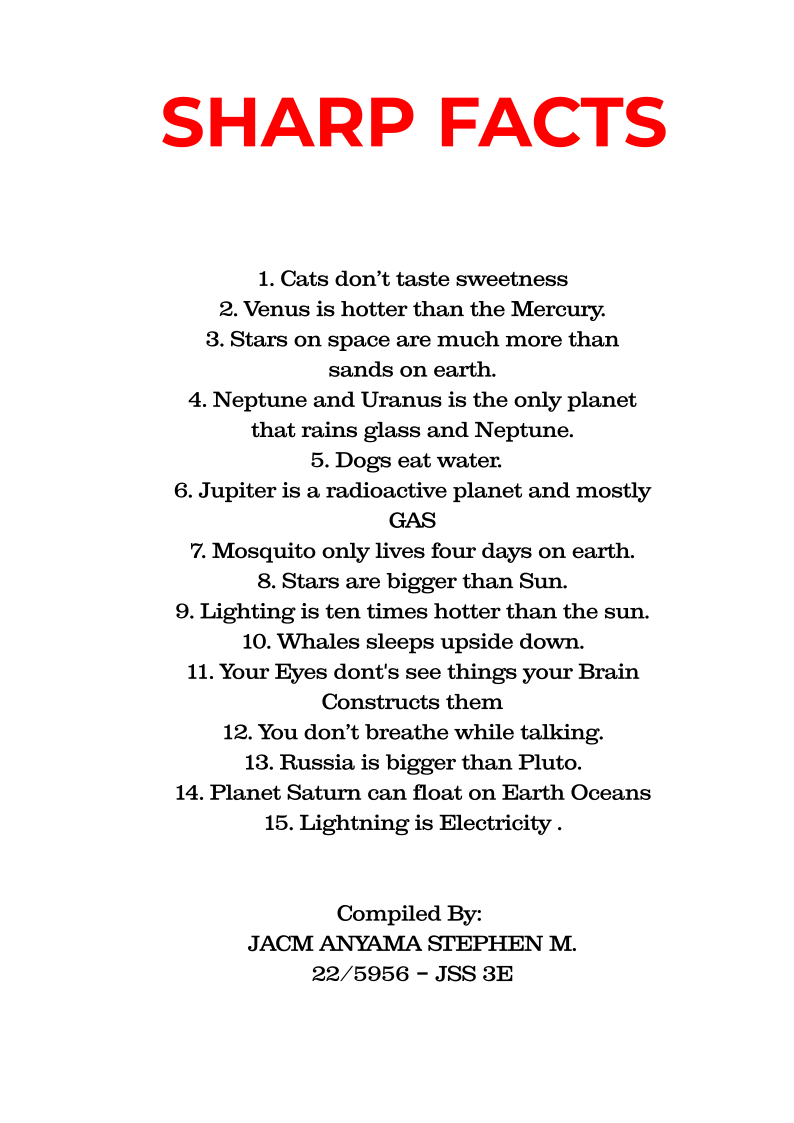 SHARP FACTS
1. Cats don’t taste sweetness
2. Venus is hotter than the Mercury.
3. Stars on space are much more than
sands on earth.
4. Neptune and Uranus is the only planet
that rains glass and Neptune.
5. Dogs eat water.
6. Jupiter is a radioactive planet and mostly
GAS
7. Mosquito only lives four days on earth.
8. Stars are bigger than Sun.
9. Lighting is ten times hotter than the sun.
10. Whales sleeps upside down.
11. Your Eyes dont's see things your Brain
Constructs them
12. You don’t breathe while talking.
13. Russia is bigger than Pluto.
14. Planet Saturn can float on Earth Oceans
15. Lightning is Electricity .
Compiled By:
JACM ANYAMA STEPHEN M.
22/5956 – JSS 3E